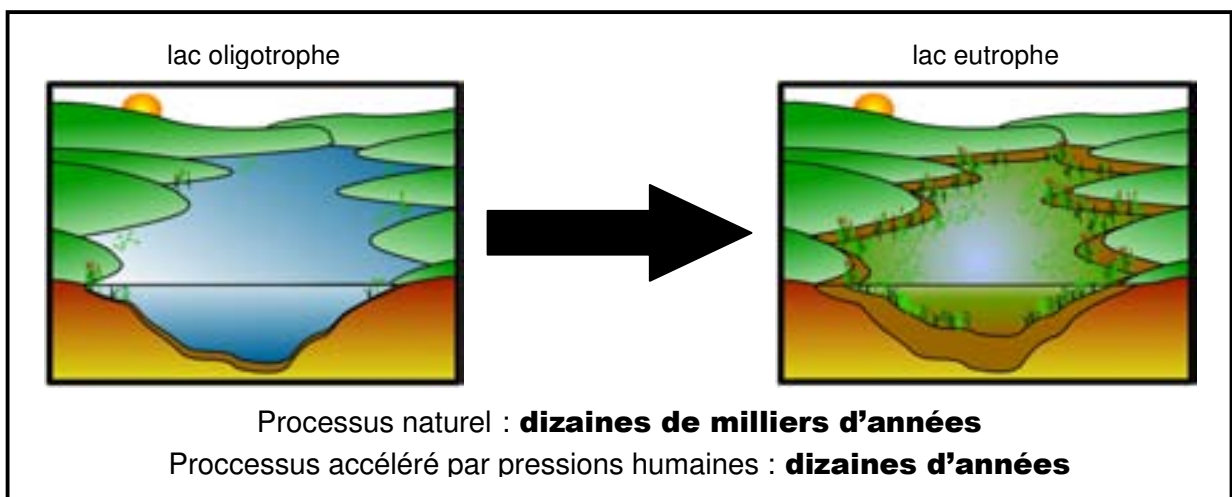 lac oligotrophe
lac eutrophe
Processus naturel : dizaines de milliers d'années
Proccessus accéléré par pressions humaines : dizaines d'années